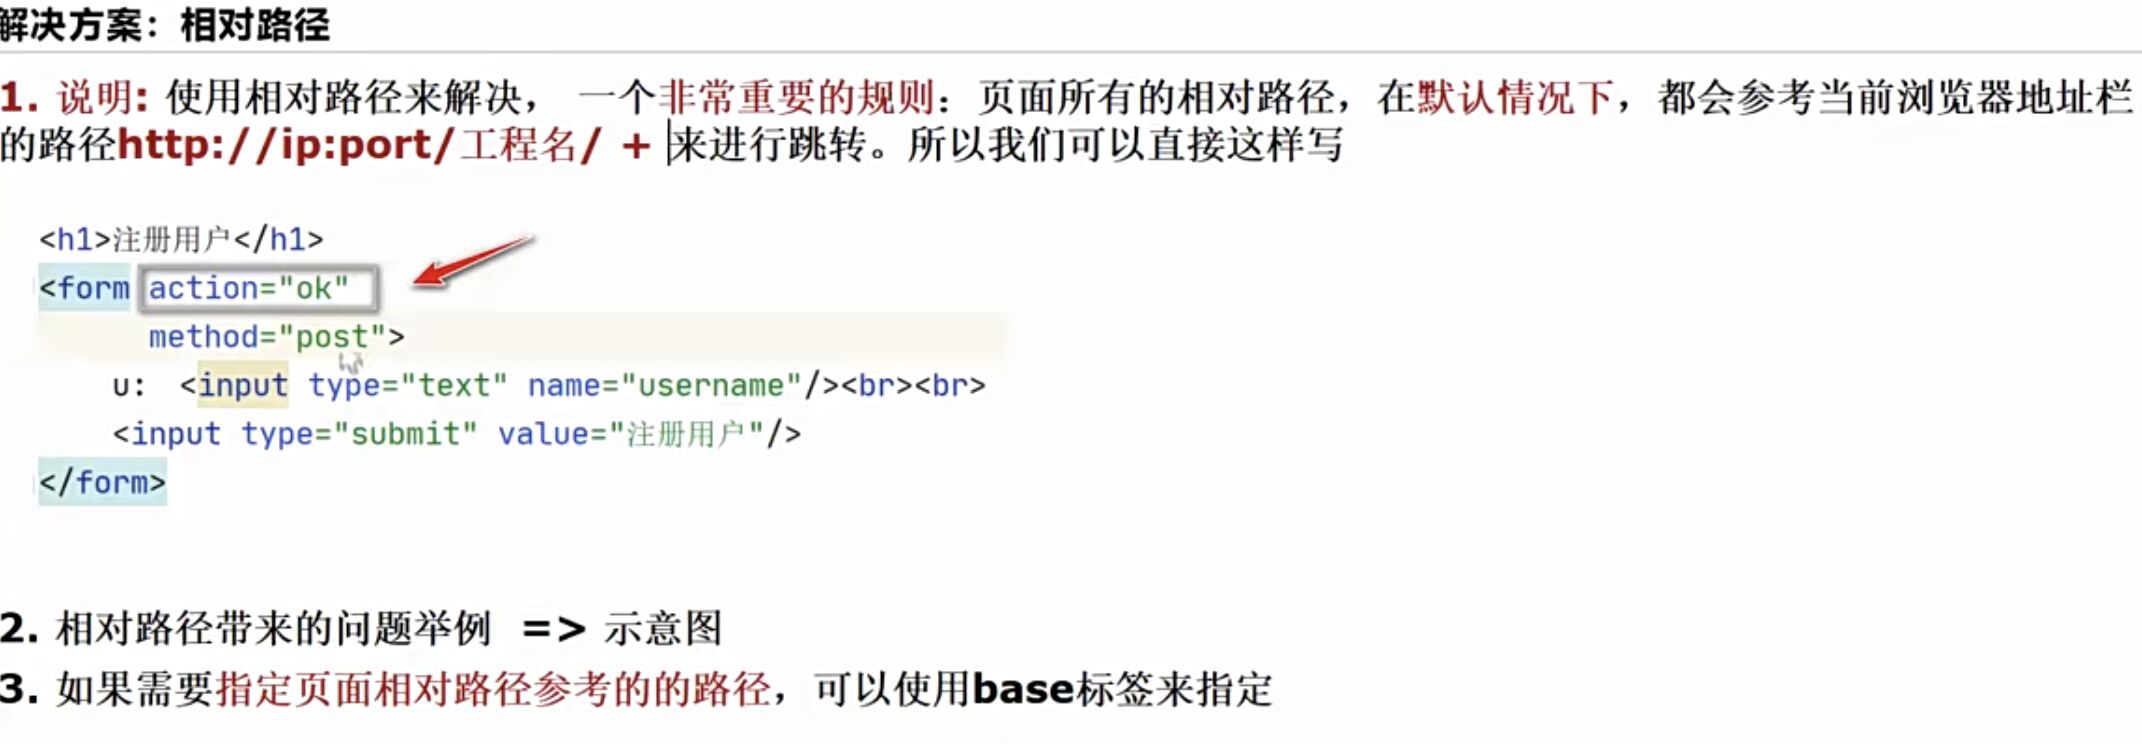 解决方案：相对路径
1. 说明: 使用相对路径来解决， 一个非常重要的规则：页面所有的相对路径，在默认情况下，都会参考当前浏览器地址栏
的路径http://ip:port/工程名/ + 来进行跳转。所以我们可以直接这样写
<h1>注册用户</h1>
<form action="ok"
method="post">
u: <input type="text" name="username"/><br><br>
<input type="submit" value="注册用户"/>
</form>
2. 相对路径带来的问题举例 => 示意图
3. 如果需要指定页面相对路径参考的的路径，可以使用base标签来指定